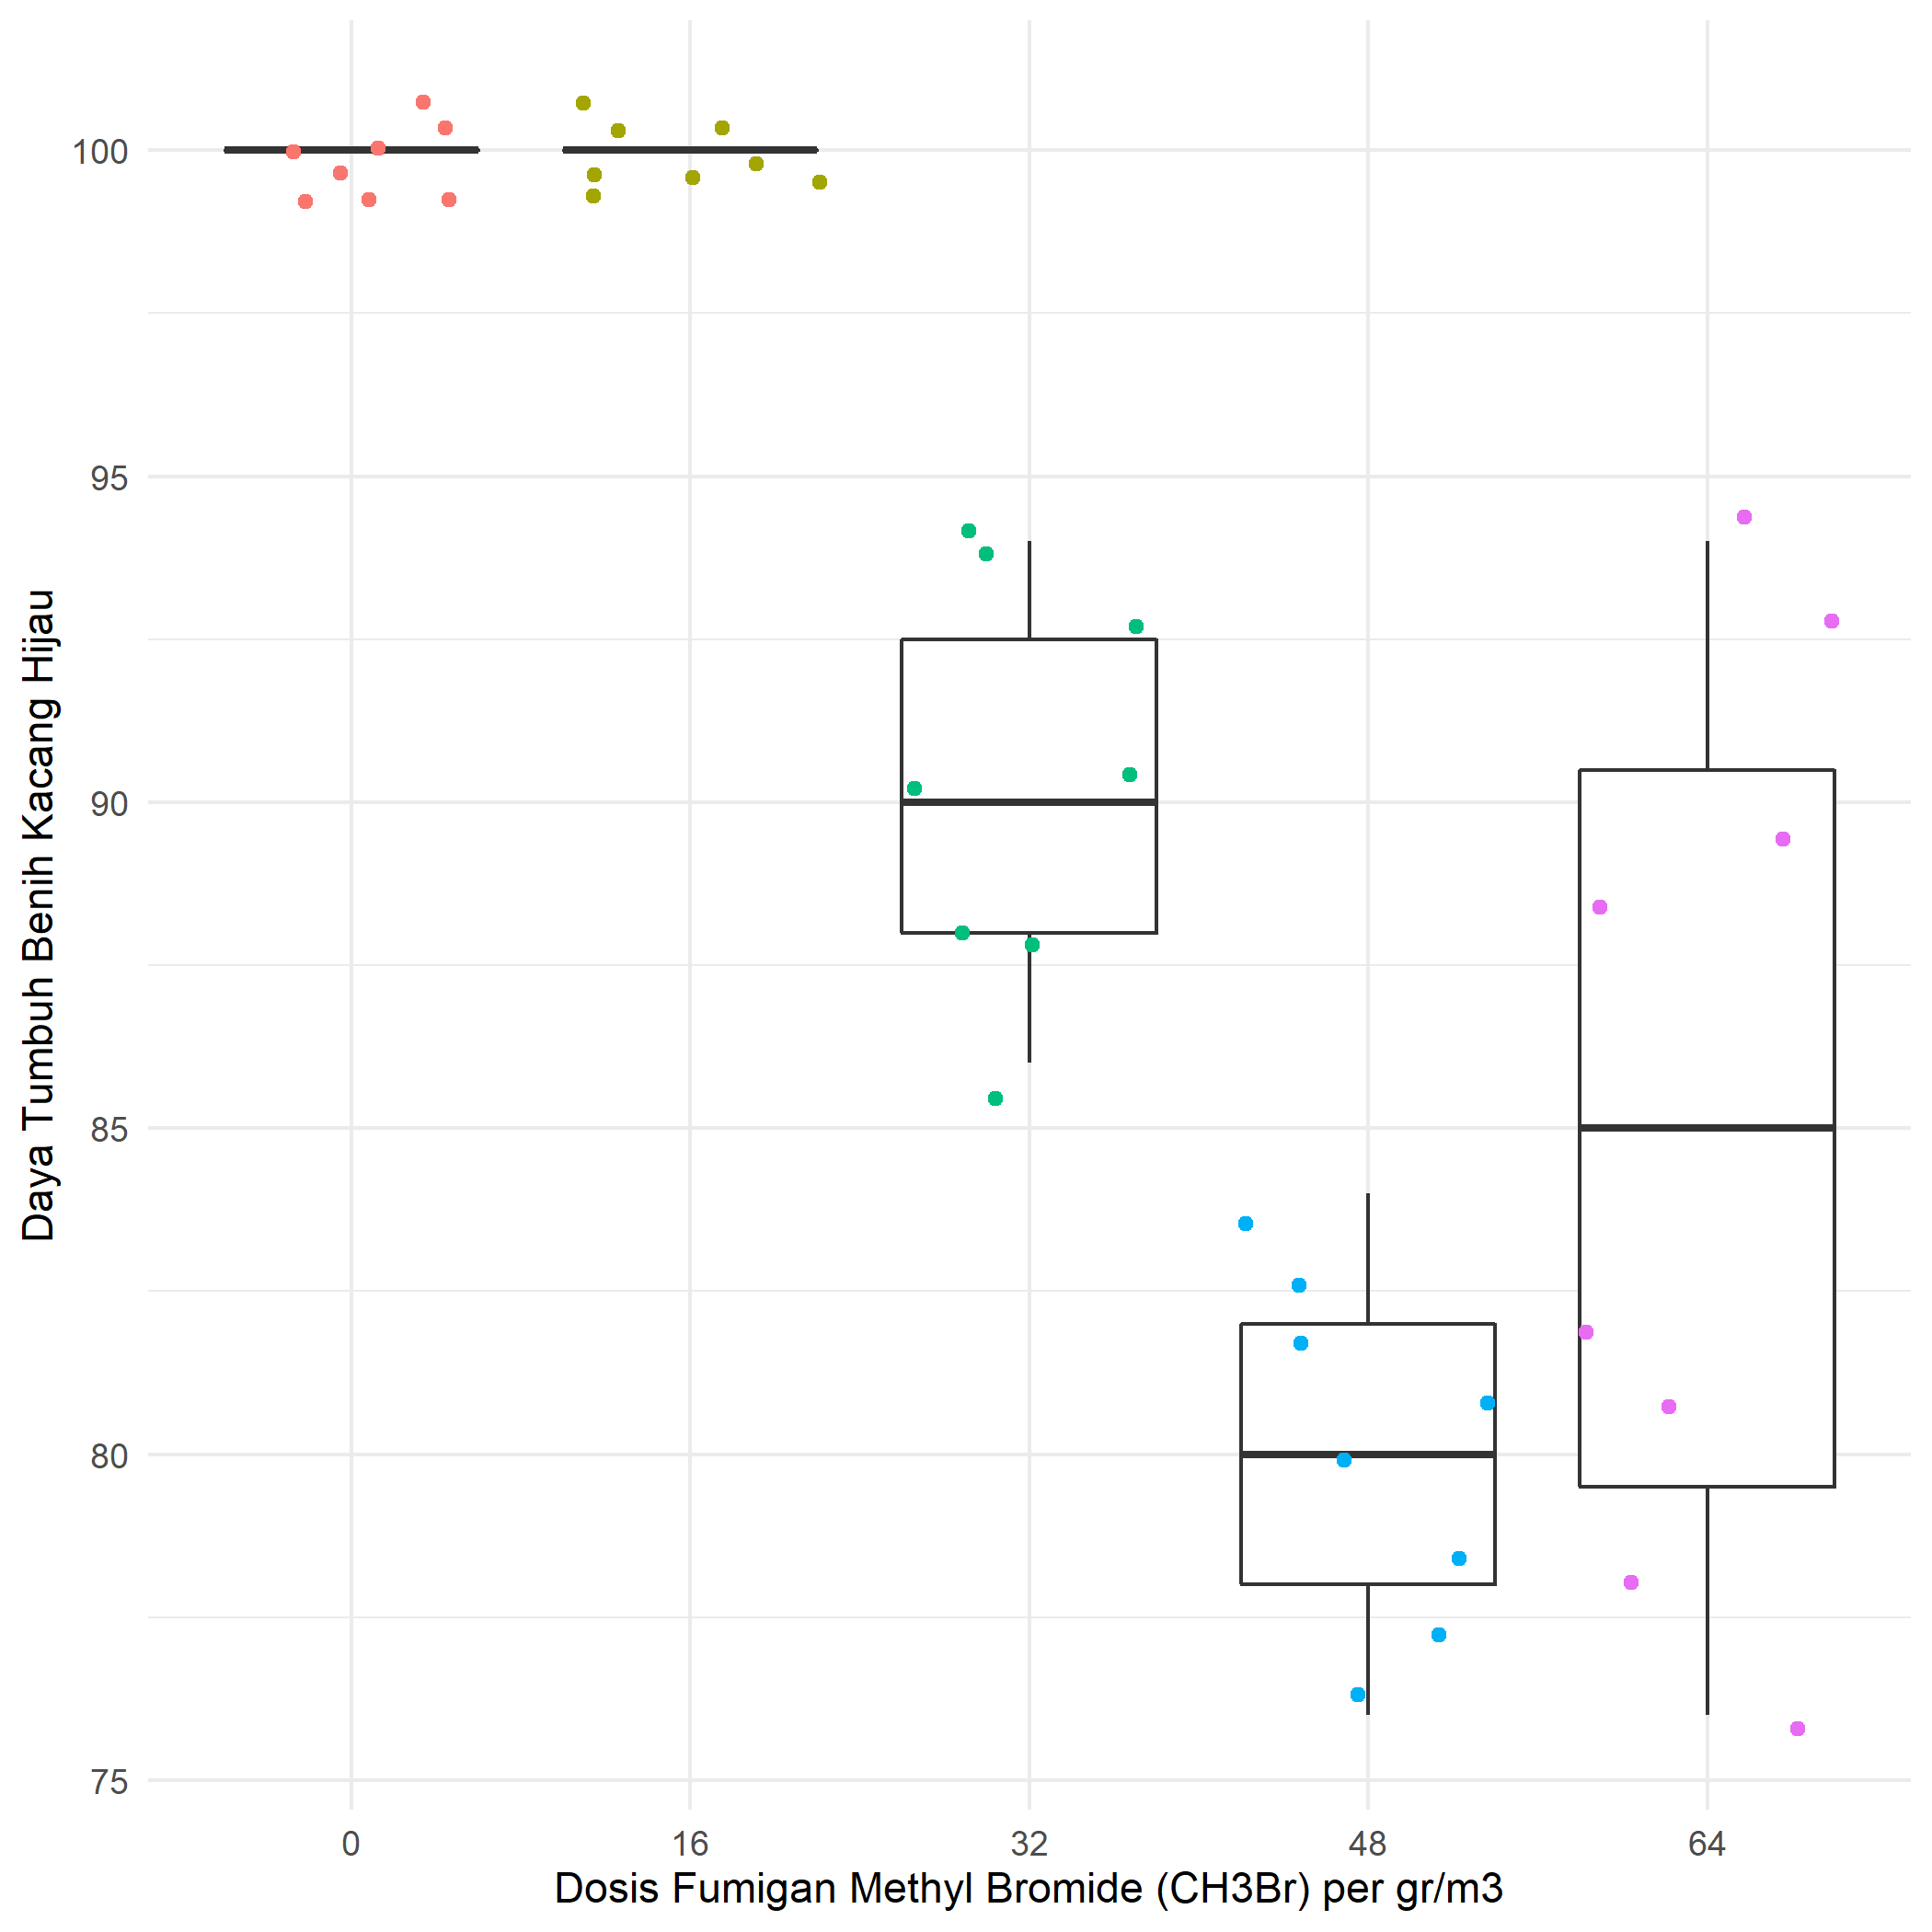 Daya Tumbuh Benih Kacang Hijau
100
95
90
85
80
75
0 16 32 48 64
Dosis Fumigan Methyl Bromide (CH3Br) per gr/m3